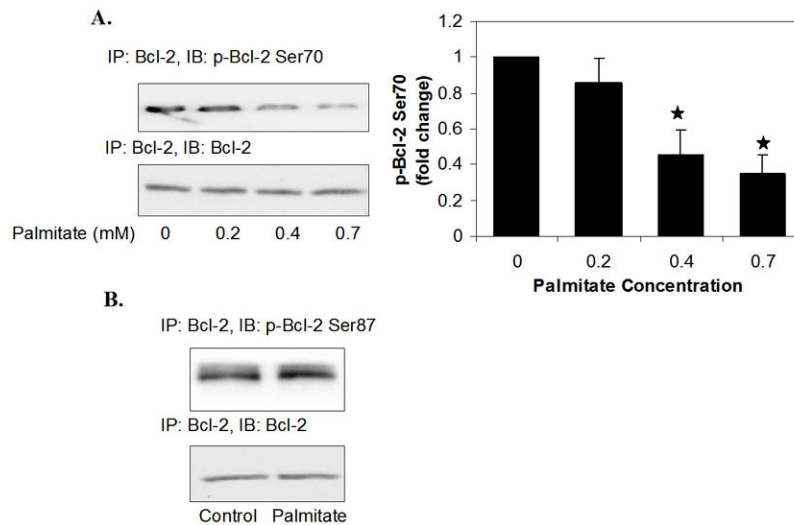 A.
IP: Bcl-2, IB: p-Bcl-2 Ser70
IP: Bcl-2, IB: Bcl-2
Palmitate (mM) 0 0.2 0.4 0.7
p-Bcl-2 Ser70
(fold change)
1.2
1
0.8
0.6
0.4
0.2
0
0 0.2 0.4 0.7
Palmitate Concentration
B.
IP: Bcl-2, IB: p-Bcl-2 Ser87
IP: Bcl-2, IB: Bcl-2
Control Palmitate